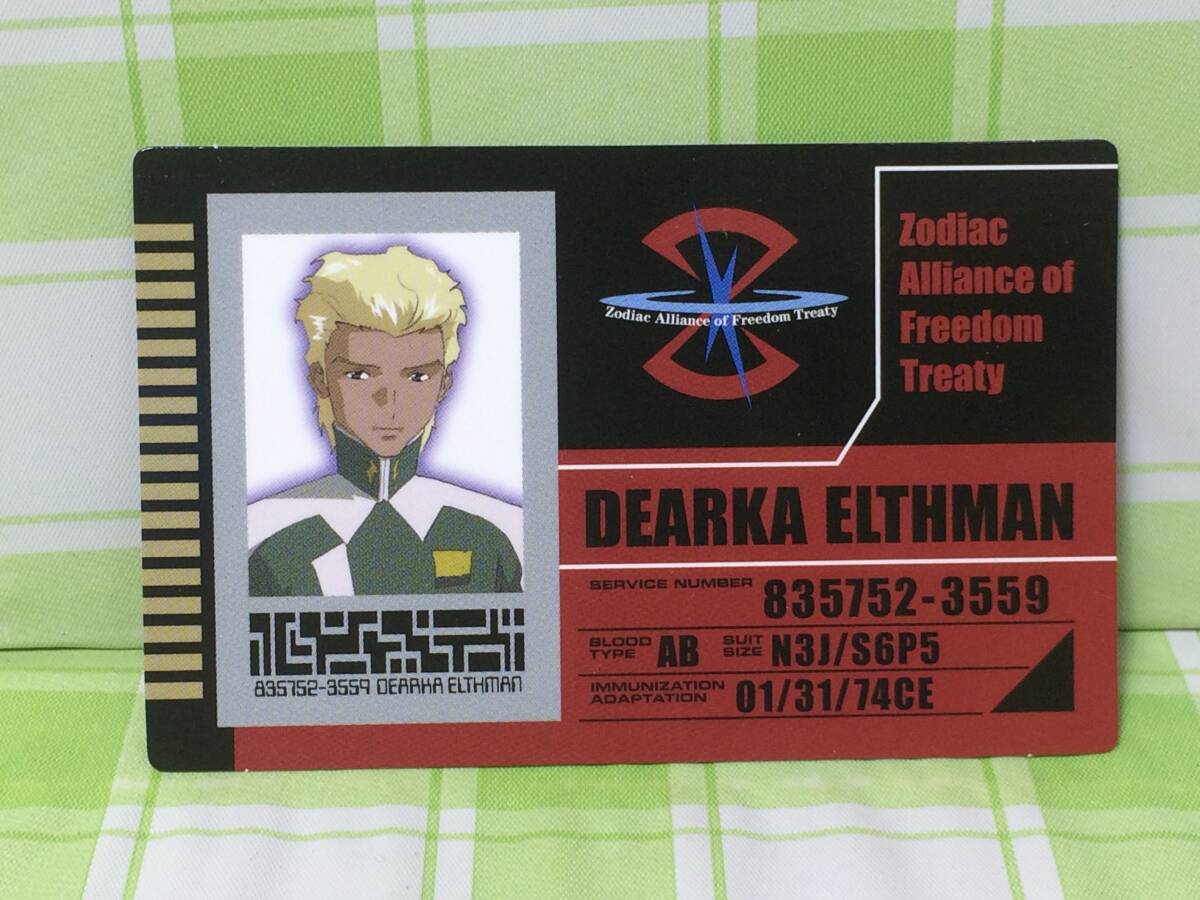 Zodiac Alliance of Freedom Treaty
Zodiac
Alliance of
Freedom
Treaty
DEARKA ELTHMAN
SERVICE NUMBER 835752-3559
BLOOD TYPE AB SUIT SIZE N3J/S6P5
IMMUNIZATION ADAPTATION 01/31/74CE
835752-3559 DEARKA ELTHMAN